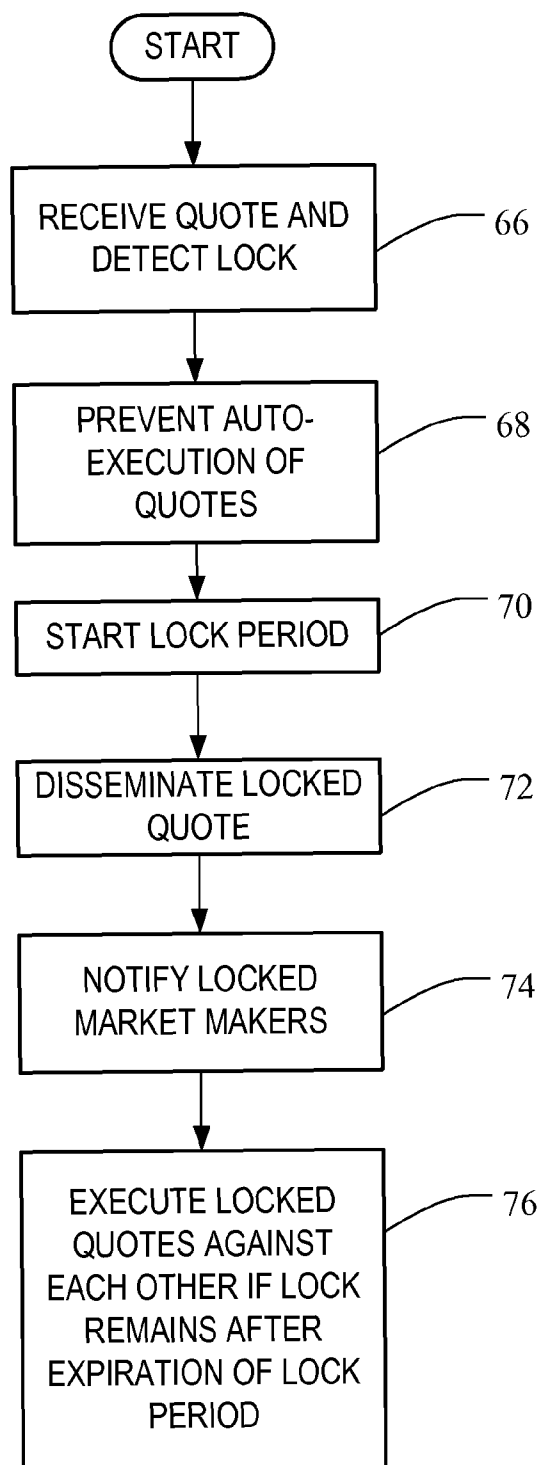 START
RECEIVE QUOTE AND
DETECT LOCK
66
PREVENT AUTO-
EXECUTION OF
QUOTES
68
START LOCK PERIOD
70
DISSEMINATE LOCKED
QUOTE
72
NOTIFY LOCKED
MARKET MAKERS
74
EXECUTE LOCKED
QUOTES AGAINST
EACH OTHER IF LOCK
REMAINS AFTER
EXPIRATION OF LOCK
PERIOD
76